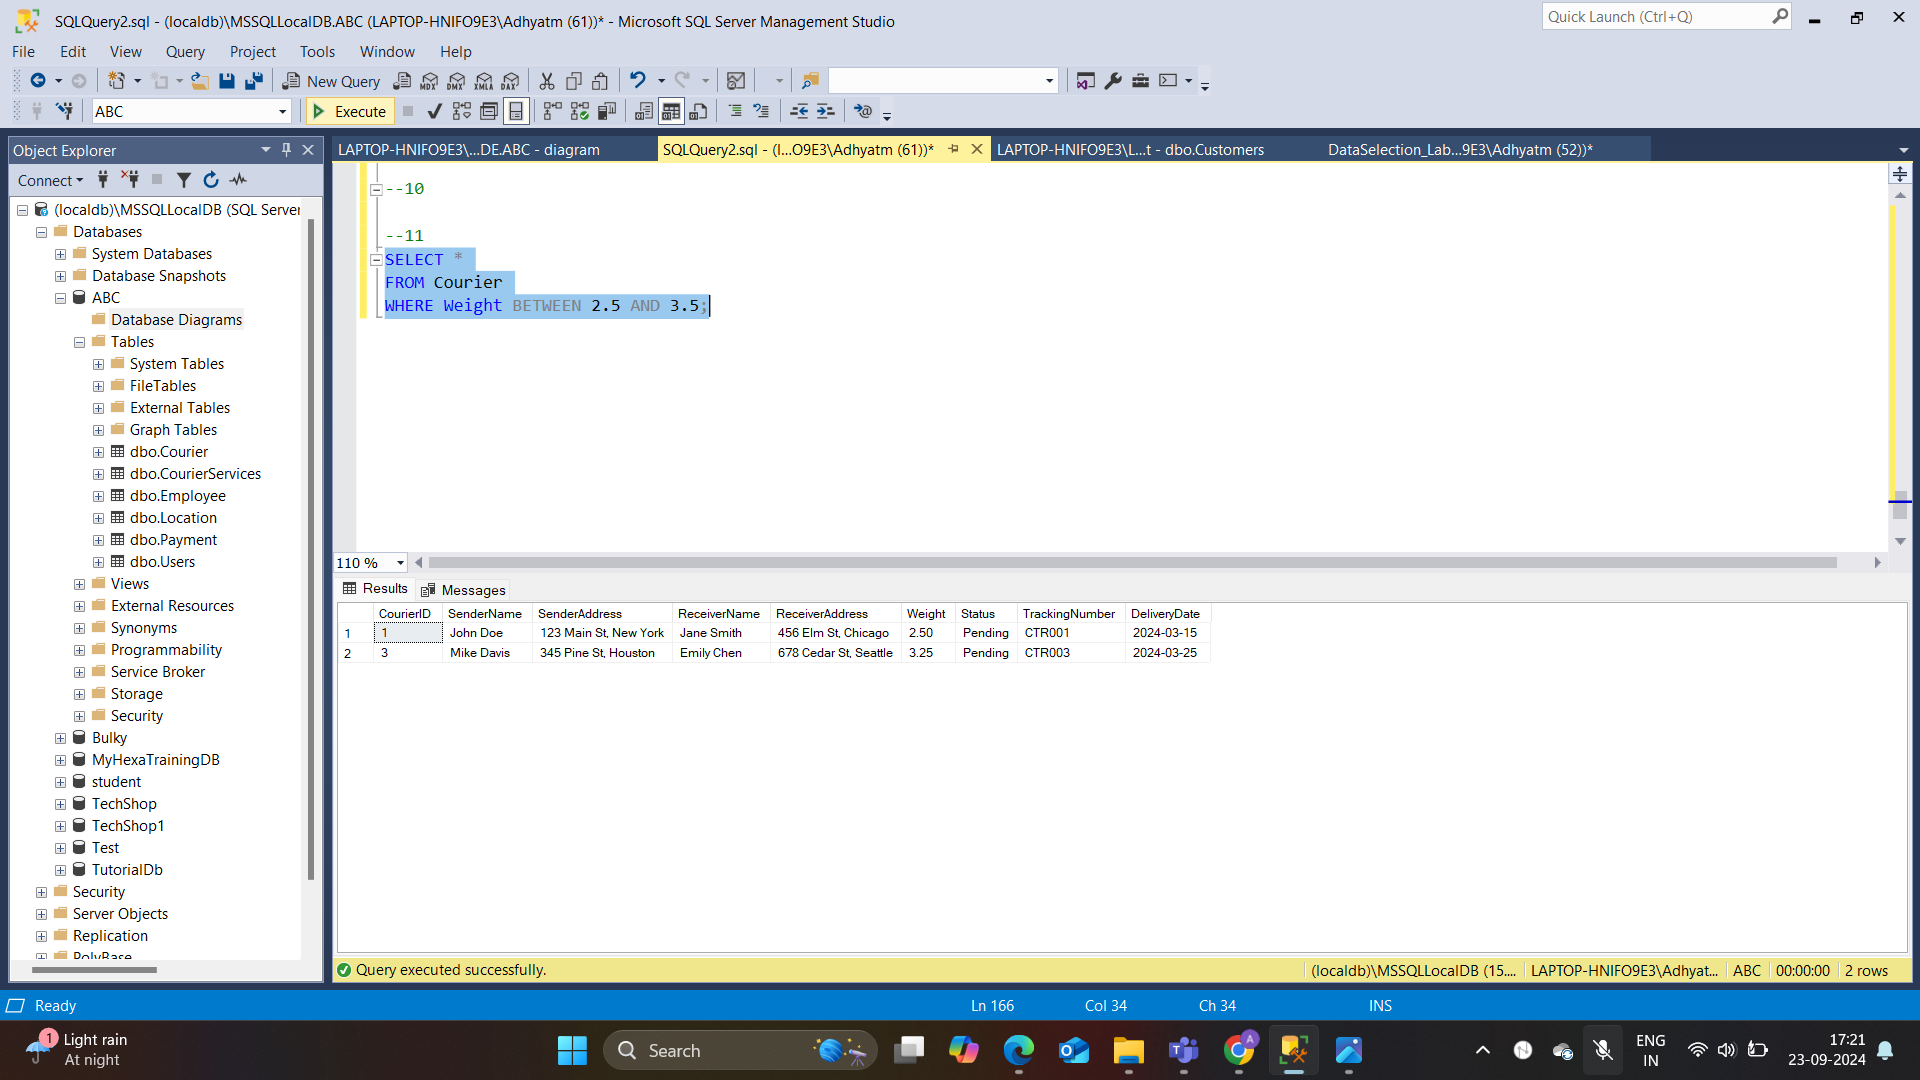 SQLQuery2.sql - (localdb)\MSSQLLocalDB.ABC (LAPTOP-HNIFO9E3\Adhyatm (61))* - Microsoft SQL Server Management Studio
Quick Launch (Ctrl+Q)
File Edit View Query Project Tools Window Help
New Query MDX DMX XMLA DAX
ABC Execute
Object Explorer
LAPTOP-HNIFO9E3\...DE.ABC - diagram
SQLQuery2.sql - (l...O9E3\Adhyatm (61))*
LAPTOP-HNIFO9E3\L...t - dbo.Customers
DataSelection_Lab...9E3\Adhyatm (52))*
Connect
(localdb)\MSSQLLocalDB (SQL Server
Databases
System Databases
Database Snapshots
ABC
Database Diagrams
Tables
System Tables
FileTables
External Tables
Graph Tables
dbo.Courier
dbo.CourierServices
dbo.Employee
dbo.Location
dbo.Payment
dbo.Users
Views
External Resources
Synonyms
Programmability
Service Broker
Storage
Security
Bulky
MyHexaTrainingDB
student
TechShop
TechShop1
Test
TutorialDb
Security
Server Objects
Replication
PolyBase
--10
--11
SELECT *
FROM Courier
WHERE Weight BETWEEN 2.5 AND 3.5;
110 %
Results Messages
CourierID SenderName SenderAddress ReceiverName ReceiverAddress Weight Status TrackingNumber DeliveryDate
1 1 John Doe 123 Main St, New York Jane Smith 456 Elm St, Chicago 2.50 Pending CTR001 2024-03-15
2 3 Mike Davis 345 Pine St, Houston Emily Chen 678 Cedar St, Seattle 3.25 Pending CTR003 2024-03-25
Query executed successfully. (localdb)\MSSQLLocalDB (15.... LAPTOP-HNIFO9E3\Adhyat... ABC 00:00:00 2 rows
Ready Ln 166 Col 34 Ch 34 INS
1 Light rain
At night
Search
A
ENG
IN
17:21
23-09-2024